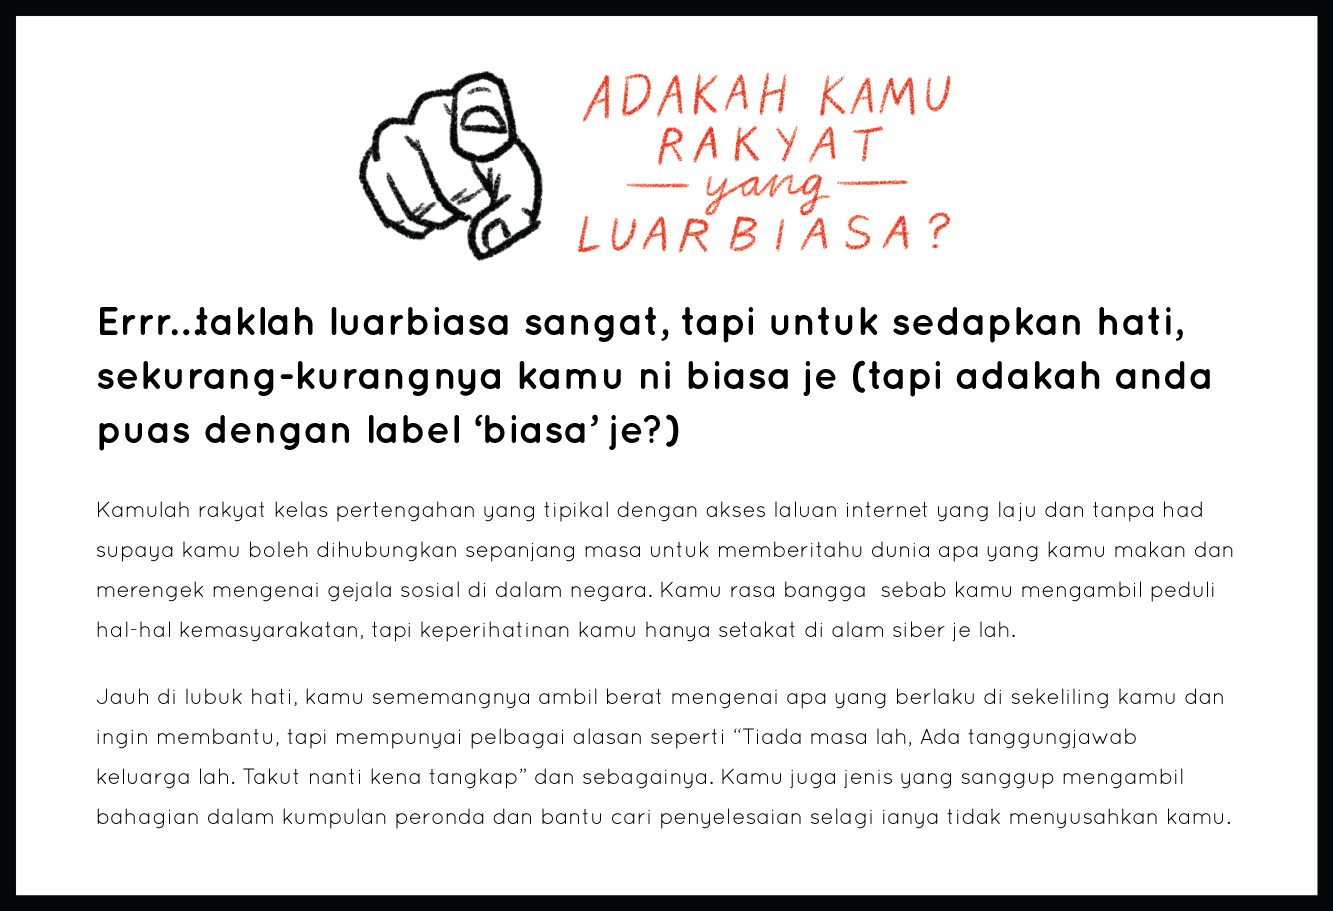 ADAKAH KAMU
RAKYAT
yang
LUARBIASA?
Errr...taklah luarbiasa sangat, tapi untuk sedapkan hati,
sekurang-kurangnya kamu ni biasa je (tapi adakah anda
puas dengan label ‘biasa’ je?)
Kamulah rakyat kelas pertengahan yang tipikal dengan akses laluan internet yang laju dan tanpa had
supaya kamu boleh dihubungkan sepanjang masa untuk memberitahu dunia apa yang kamu makan dan
merengek mengenai gejala sosial di dalam negara. Kamu rasa bangga  sebab kamu mengambil peduli
hal-hal kemasyarakatan, tapi keperihatinan kamu hanya setakat di alam siber je lah.
Jauh di lubuk hati, kamu sememangnya ambil berat mengenai apa yang berlaku di sekeliling kamu dan
ingin membantu, tapi mempunyai pelbagai alasan seperti “Tiada masa lah, Ada tanggungjawab
keluarga lah. Takut nanti kena tangkap” dan sebagainya. Kamu juga jenis yang sanggup mengambil
bahagian dalam kumpulan peronda dan bantu cari penyelesaian selagi ianya tidak menyusahkan kamu.